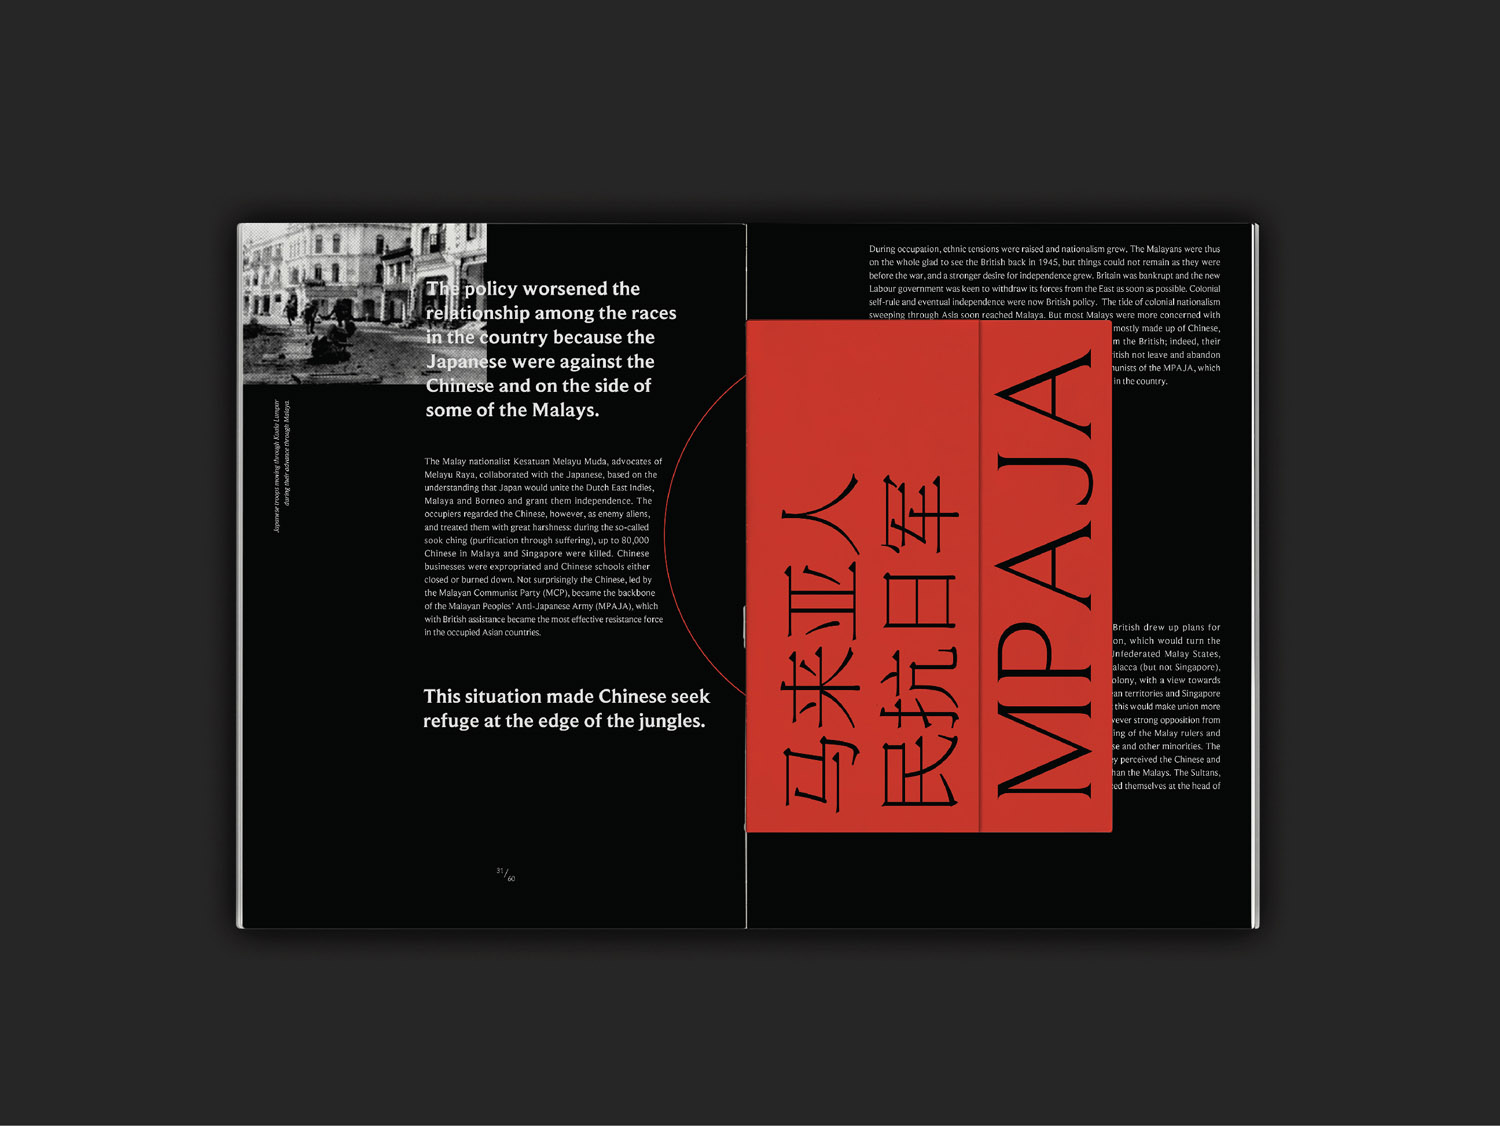 The policy worsened the
relationship among the races
in the country because the
Japanese were against the
Chinese and on the side of
some of the Malays.
Japanese troops moving through Kuala Lumper
during their advance through Malaya.
The Malay nationalist Kesatuan Melayu Muda, advocates of
Melayu Raya, collaborated with the Japanese, based on the
understanding that Japan would unite the Dutch East Indies,
Malaya and Borneo and grant them independence. The
occupiers regarded the Chinese, however, as enemy aliens,
and treated them with great harshness: during the so-called
sook ching (purification through suffering), up to 80,000
Chinese in Malaya and Singapore were killed. Chinese
businesses were expropriated and Chinese schools either
closed or burned down. Not surprisingly the Chinese, led by
the Malayan Communist Party (MCP), became the backbone
of the Malayan Peoples' Anti-Japanese Army (MPAJA), which
with British assistance became the most effective resistance force
in the occupied Asian countries.
This situation made Chinese seek
refuge at the edge of the jungles.
31/60
During occupation, ethnic tensions were raised and nationalism grew. The Malayans were thus
on the whole glad to see the British back in 1945, but things could not remain as they were
before the war, and a stronger desire for independence grew. Britain was bankrupt and the new
Labour government was keen to withdraw its forces from the East as soon as possible. Colonial
self-rule and eventual independence were now British policy. The tide of colonial nationalism
sweeping through Asia soon reached Malaya. But most Malays were more concerned with
mostly made up of Chinese,
the British; indeed, their
not leave and abandon
of the MPAJA, which
in the country.
马来亚人
民抗日军
MPAJA
British drew up plans for
which would turn the
Malay States,
(but not Singapore),
with a view towards
territories and Singapore
this would make union more
strong opposition from
of the Malay rulers and
and other minorities. The
perceived the Chinese and
the Malays. The Sultans,
themselves at the head of